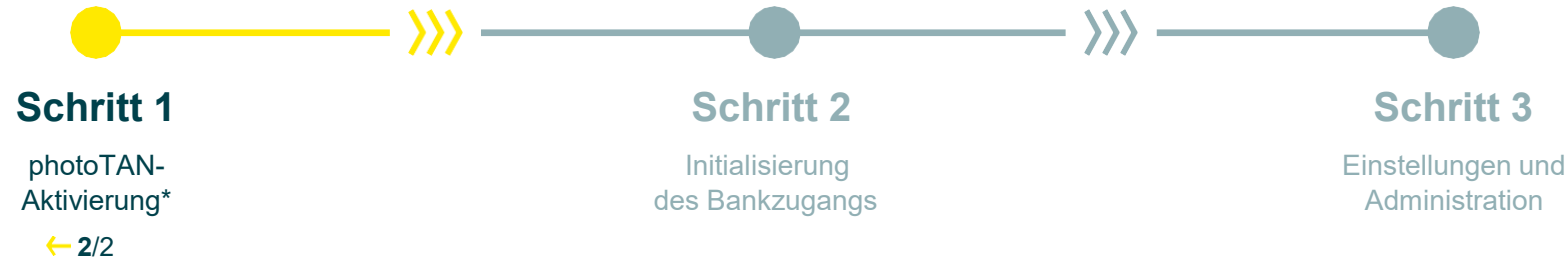 Schritt 1
photoTAN-
Aktivierung*
2/2
Schritt 2
Initialisierung
des Bankzugangs
Schritt 3
Einstellungen und
Administration